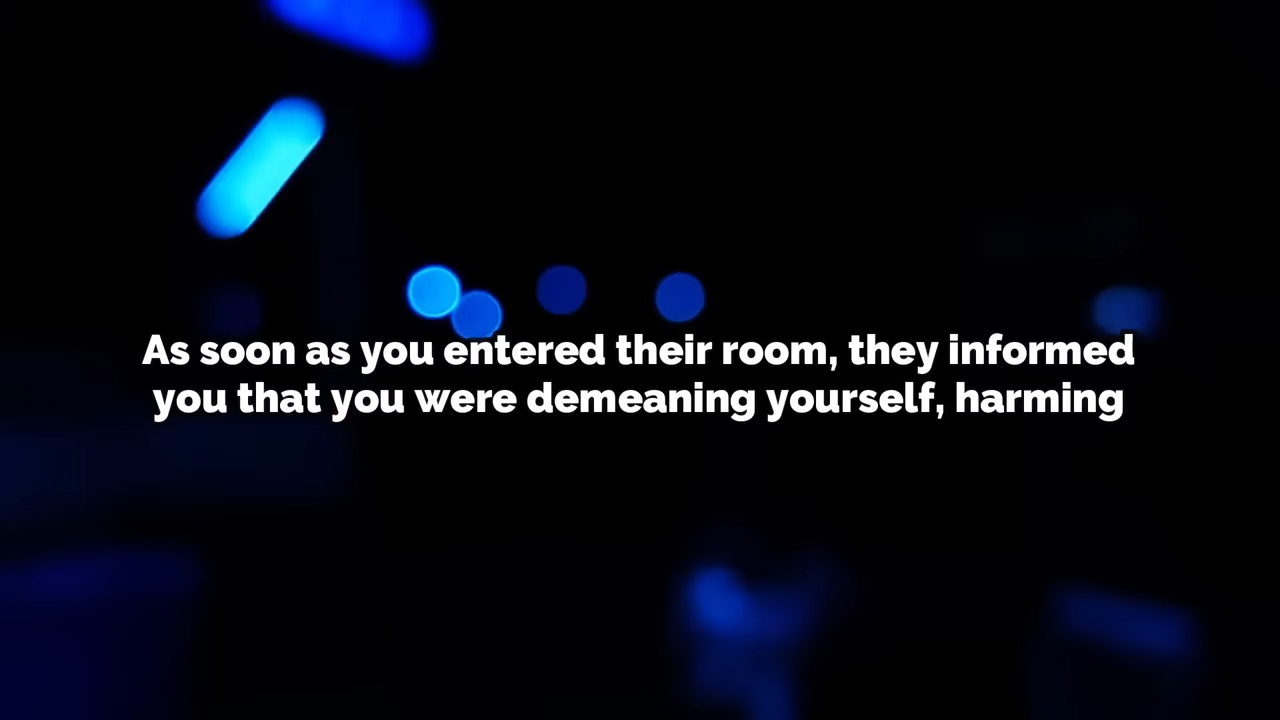 As soon as you entered their room, they informed
you that you were demeaning yourself, harming